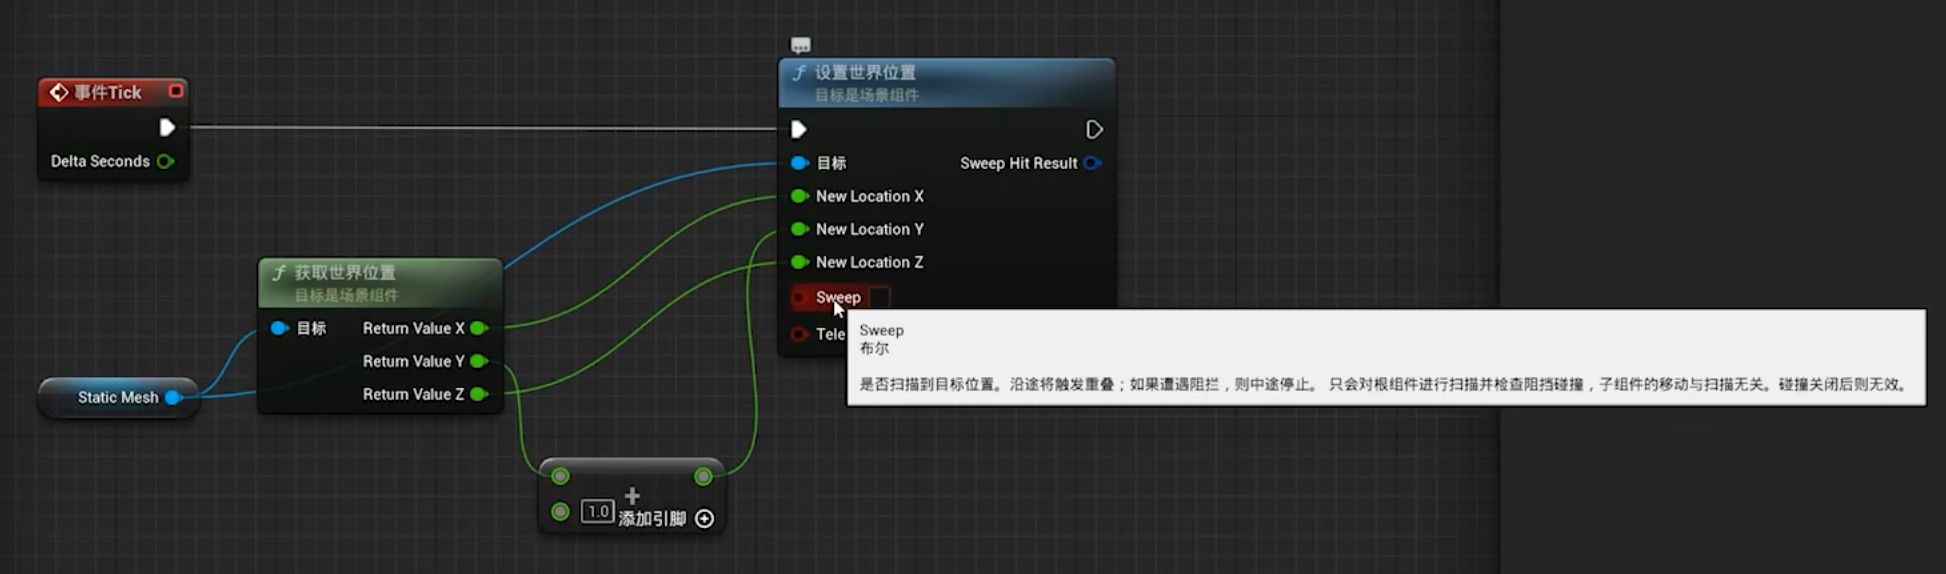 事件Tick
Delta Seconds
设置世界位置
目标是场景组件
目标
Sweep Hit Result
New Location X
New Location Y
New Location Z
Sweep
Tele
获取世界位置
目标是场景组件
目标
Return Value X
Return Value Y
Return Value Z
Static Mesh
1.0
添加引脚
Sweep
布尔
是否扫描到目标位置。沿途将触发重叠；如果遭遇阻拦，则中途停止。 只会对根组件进行扫描并检查阻挡碰撞，子组件的移动与扫描无关。碰撞关闭后则无效。